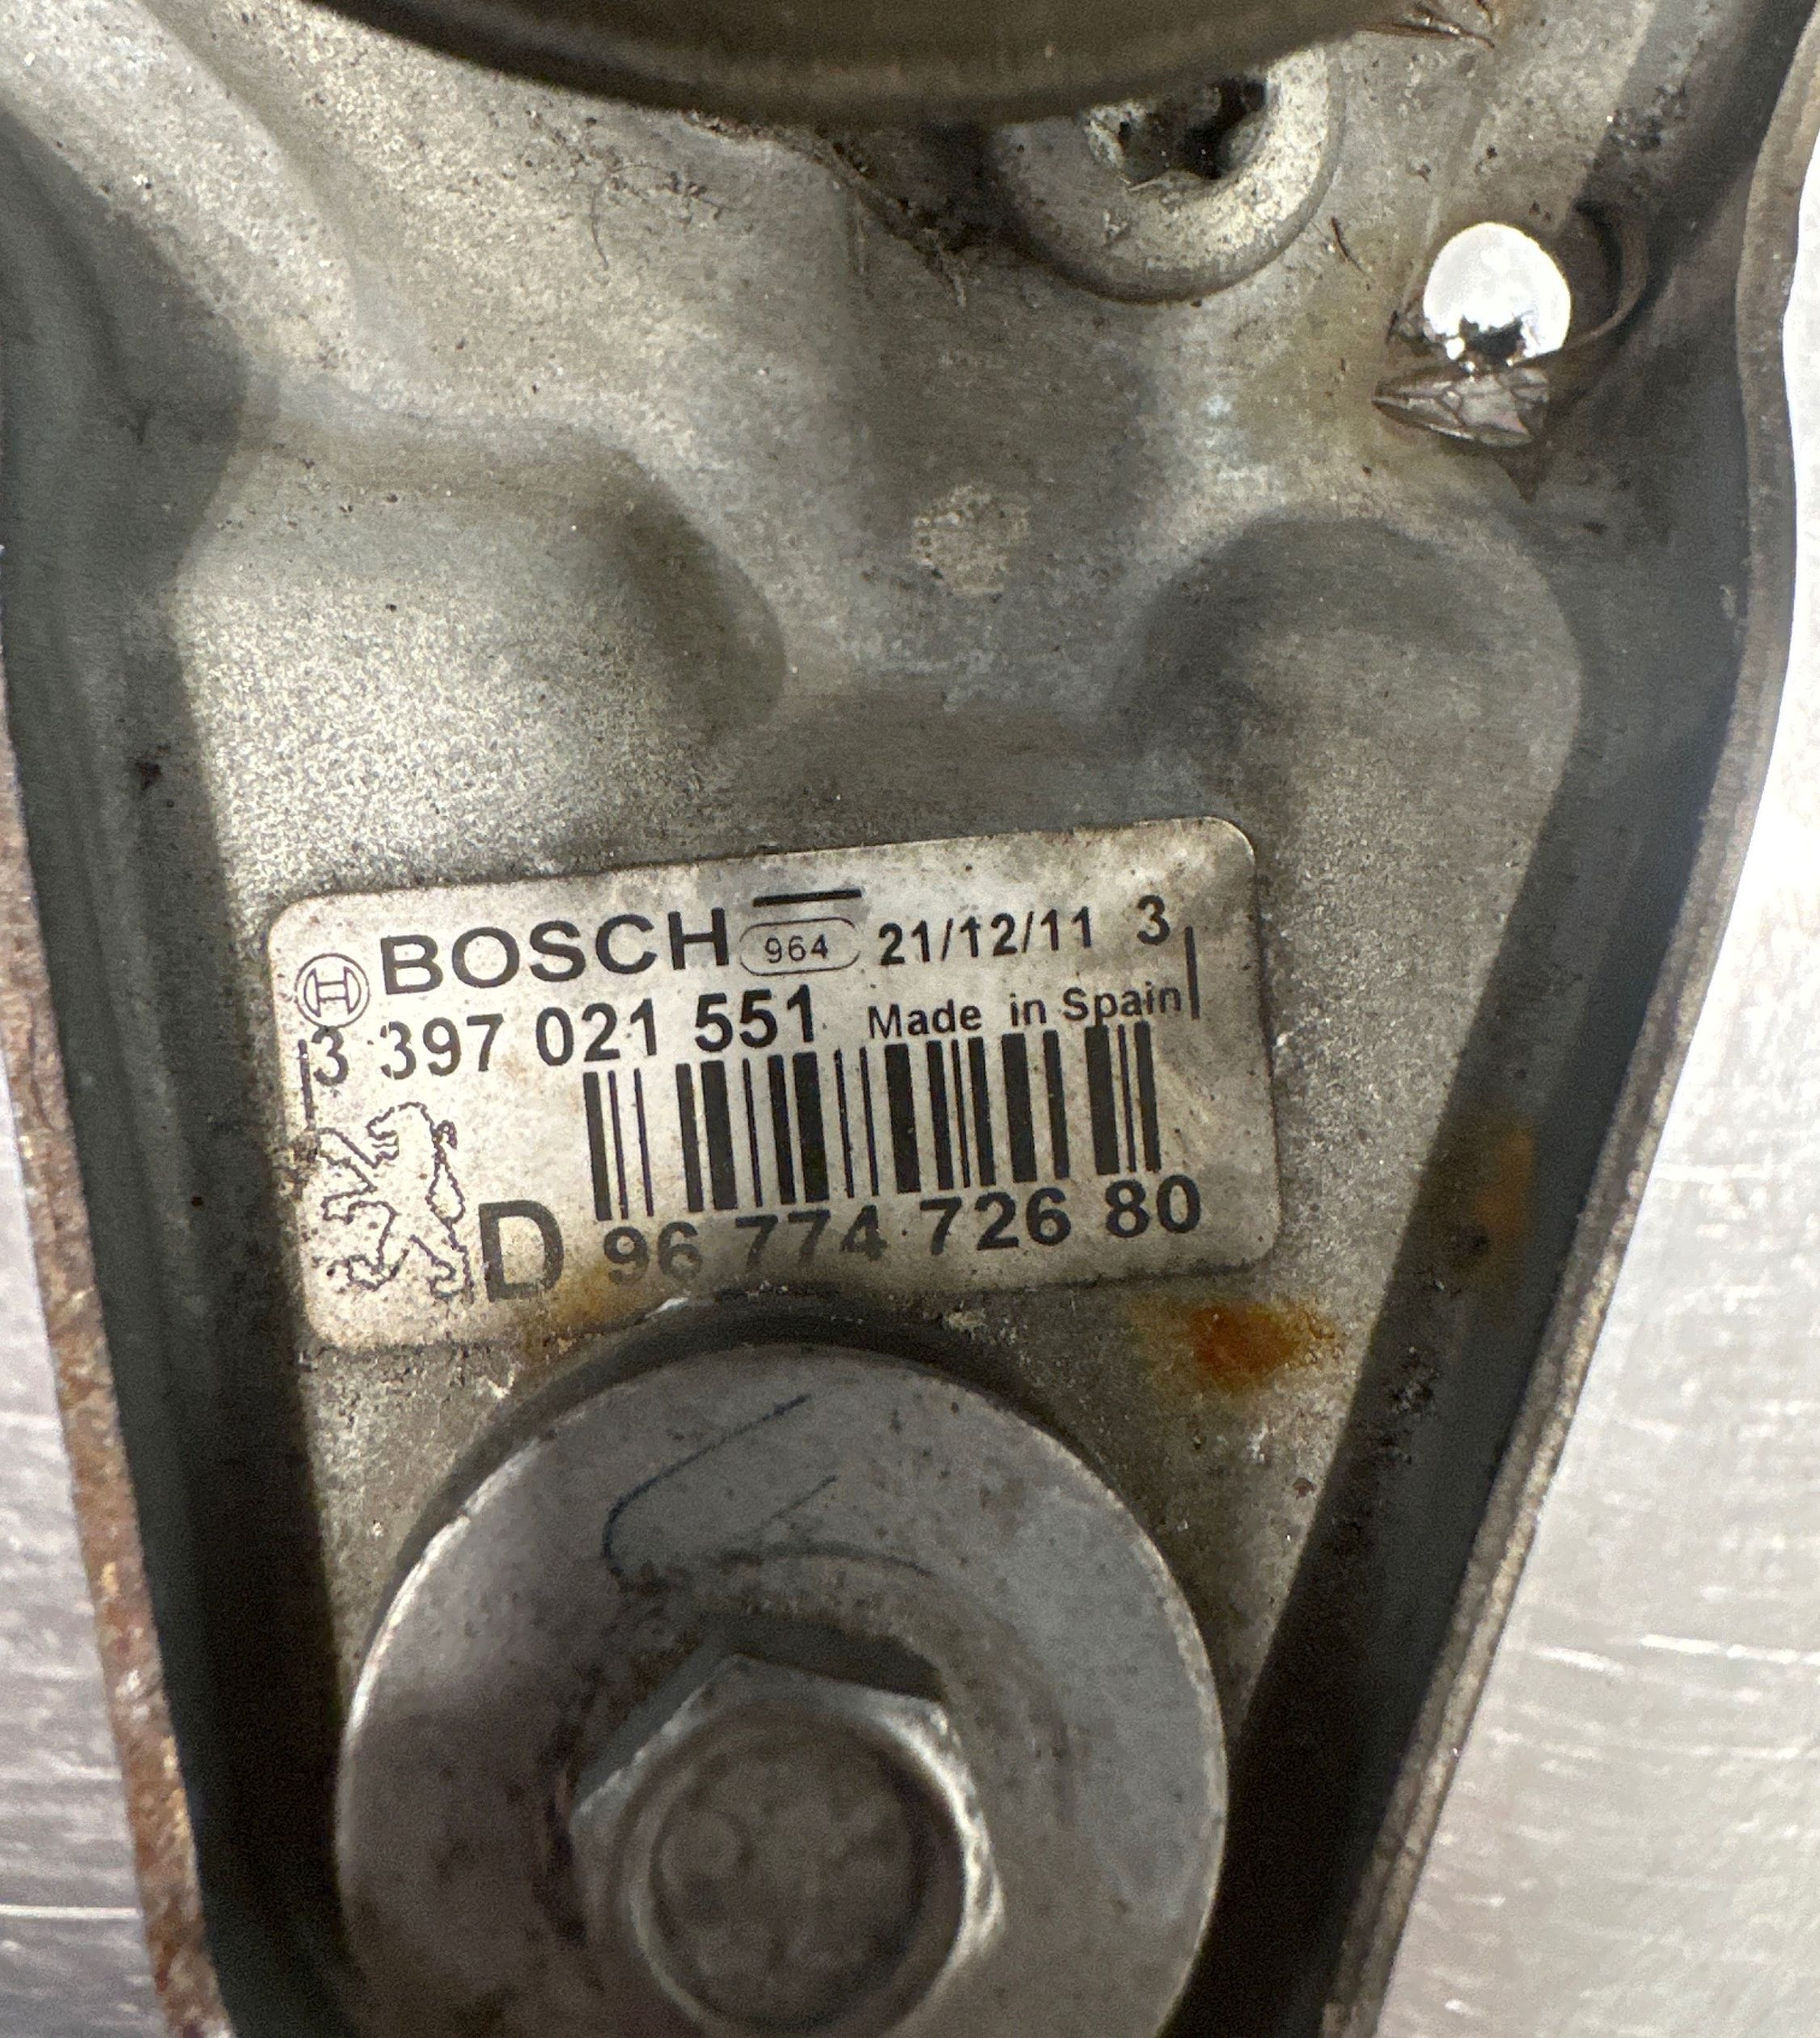 BOSCH 964 21/12/11 3
3 397 021 551 Made in Spain
D 96 774 726 80